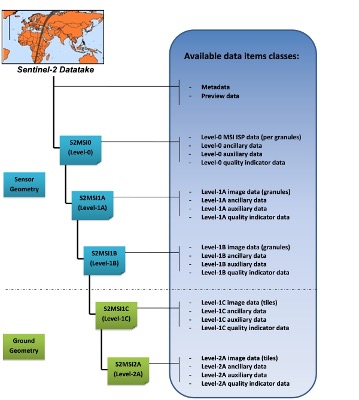 Available data items classes:
Sentinel-2 Datatake
- Metadata
- Preview data
S2MSI0
(Level-0)
- Level-0 MSI ISP data (per granules)
- Level-0 ancillary data
- Level-0 auxiliary data
- Level-0 quality indicator data
Sensor
Geometry
S2MSI1A
(Level-1A)
- Level-1A image data (granules)
- Level-1A ancillary data
- Level-1A auxiliary data
- Level-1A quality indicator data
S2MSI1B
(Level-1B)
- Level-1B image data (granules)
- Level-1B ancillary data
- Level-1B auxiliary data
- Level-1B quality indicator data
S2MSI1C
(Level-1C)
- Level-1C image data (tiles)
- Level-1C ancillary data
- Level-1C auxiliary data
- Level-1C quality indicator data
Ground
Geometry
S2MSI2A
(Level-2A)
- Level-2A image data (tiles)
- Level-2A ancillary data
- Level-2A auxiliary data
- Level-2A quality indicator data